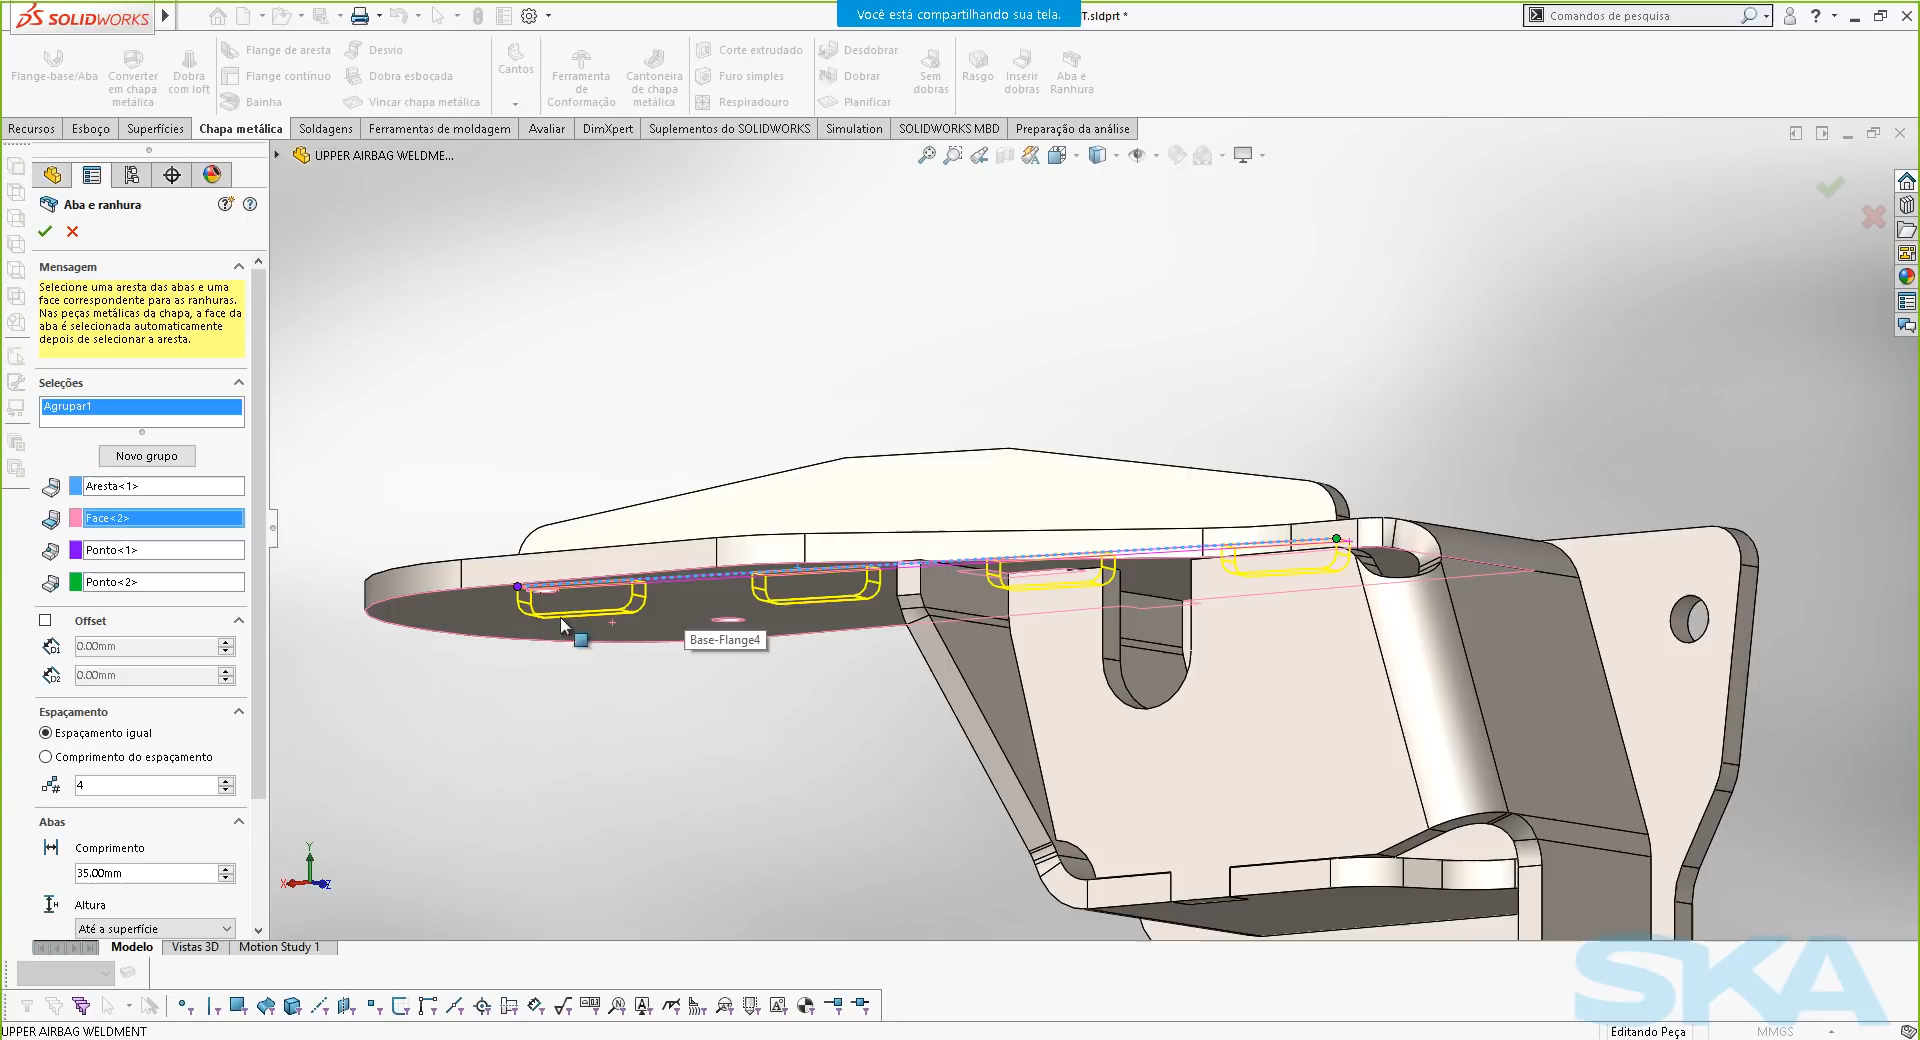 SOLIDWORKS
Você está compartilhando sua tela.
T.sldprt *
Comandos de pesquisa
Flange-base/Aba
Converter
em chapa
metálica
Dobra
com loft
Flange de aresta
Flange contínuo
Bainha
Desvio
Dobra esboçada
Vincar chapa metálica
Cantos
Ferramenta
de
Conformação
Cantoneira
de chapa
metálica
Corte extrudado
Furo simples
Respiradouro
Desdobrar
Dobrar
Planificar
Sem
dobras
Rasgo
Inserir
dobras
Aba e
Ranhura
Recursos
Esboço
Superfícies
Chapa metálica
Soldagens
Ferramentas de moldagem
Avaliar
DimXpert
Suplementos do SOLIDWORKS
Simulation
SOLIDWORKS MBD
Preparação da análise
UPPER AIRBAG WELDME...
Aba e ranhura
Mensagem
Selecione uma aresta das abas e uma
face correspondente para as ranhuras.
Nas peças metálicas da chapa, a face da
aba é selecionada automaticamente
depois de selecionar a aresta.
Seleções
Agrupar1
Novo grupo
Aresta<1>
Face<2>
Ponto<1>
Ponto<2>
Offset
0.00mm
0.00mm
Espaçamento
Espaçamento igual
Comprimento do espaçamento
4
Abas
Comprimento
35.00mm
Altura
Até a superfície
Base-Flange4
Y
X
Z
Modelo
Vistas 3D
Motion Study 1
SKA
UPPER AIRBAG WELDMENT
Editando Peça
MMGS